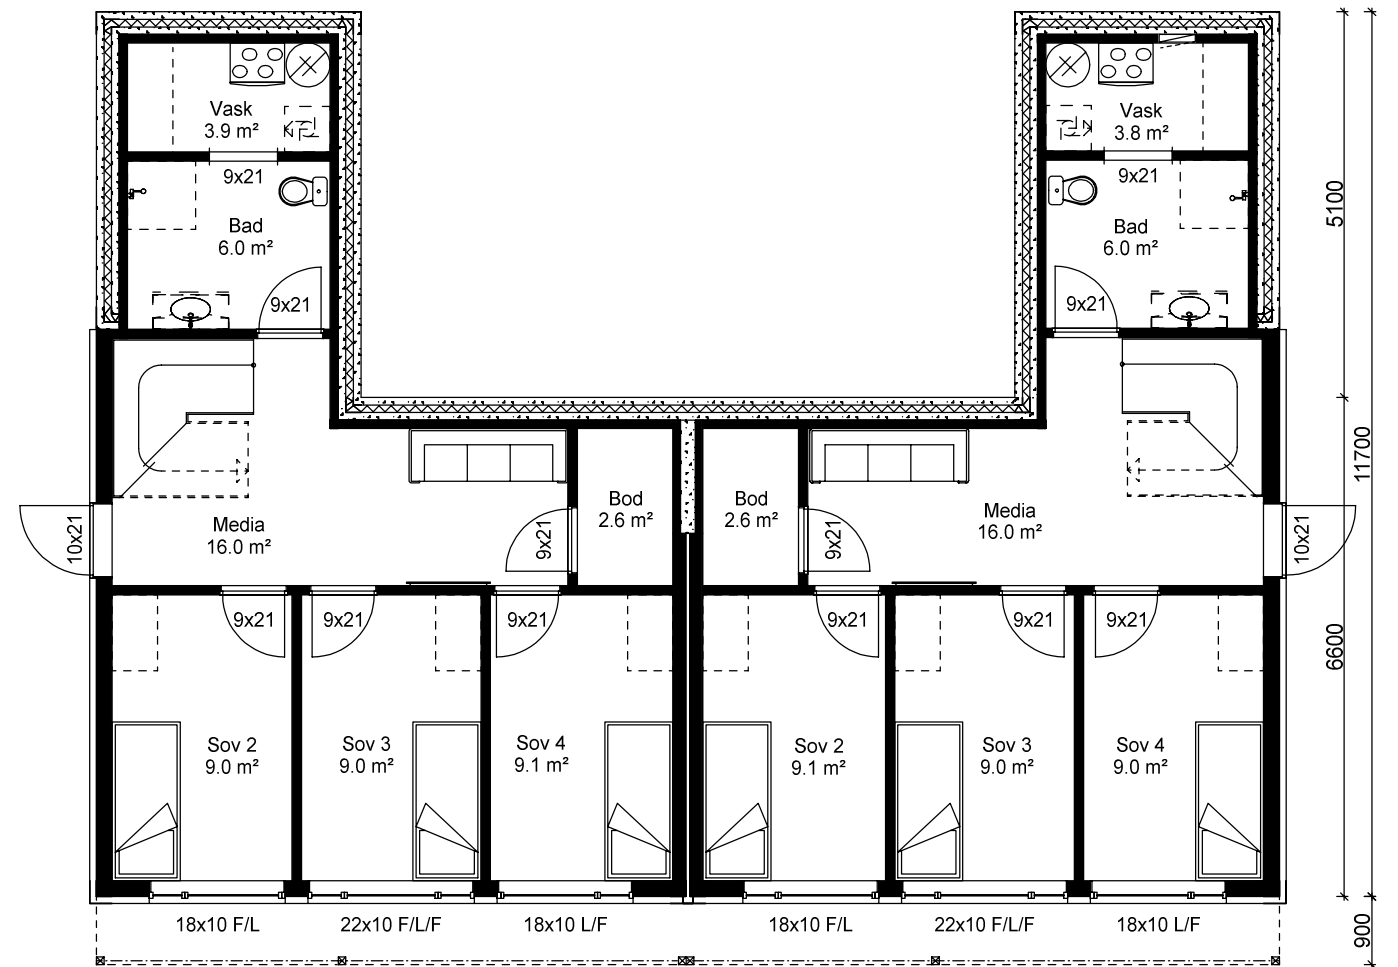 Vask
3.9 m²
Vask
3.8 m²
9x21
9x21
Bad
6.0 m²
Bad
6.0 m²
5100
9x21
9x21
Media
16.0 m²
Bod
2.6 m²
Bod
2.6 m²
Media
16.0 m²
11700
10x21
9x21
9x21
10x21
9x21
9x21
9x21
9x21
9x21
9x21
6600
Sov 2
9.0 m²
Sov 3
9.0 m²
Sov 4
9.1 m²
Sov 2
9.1 m²
Sov 3
9.0 m²
Sov 4
9.0 m²
18x10 F/L
22x10 F/L/F
18x10 L/F
18x10 F/L
22x10 F/L/F
18x10 L/F
900